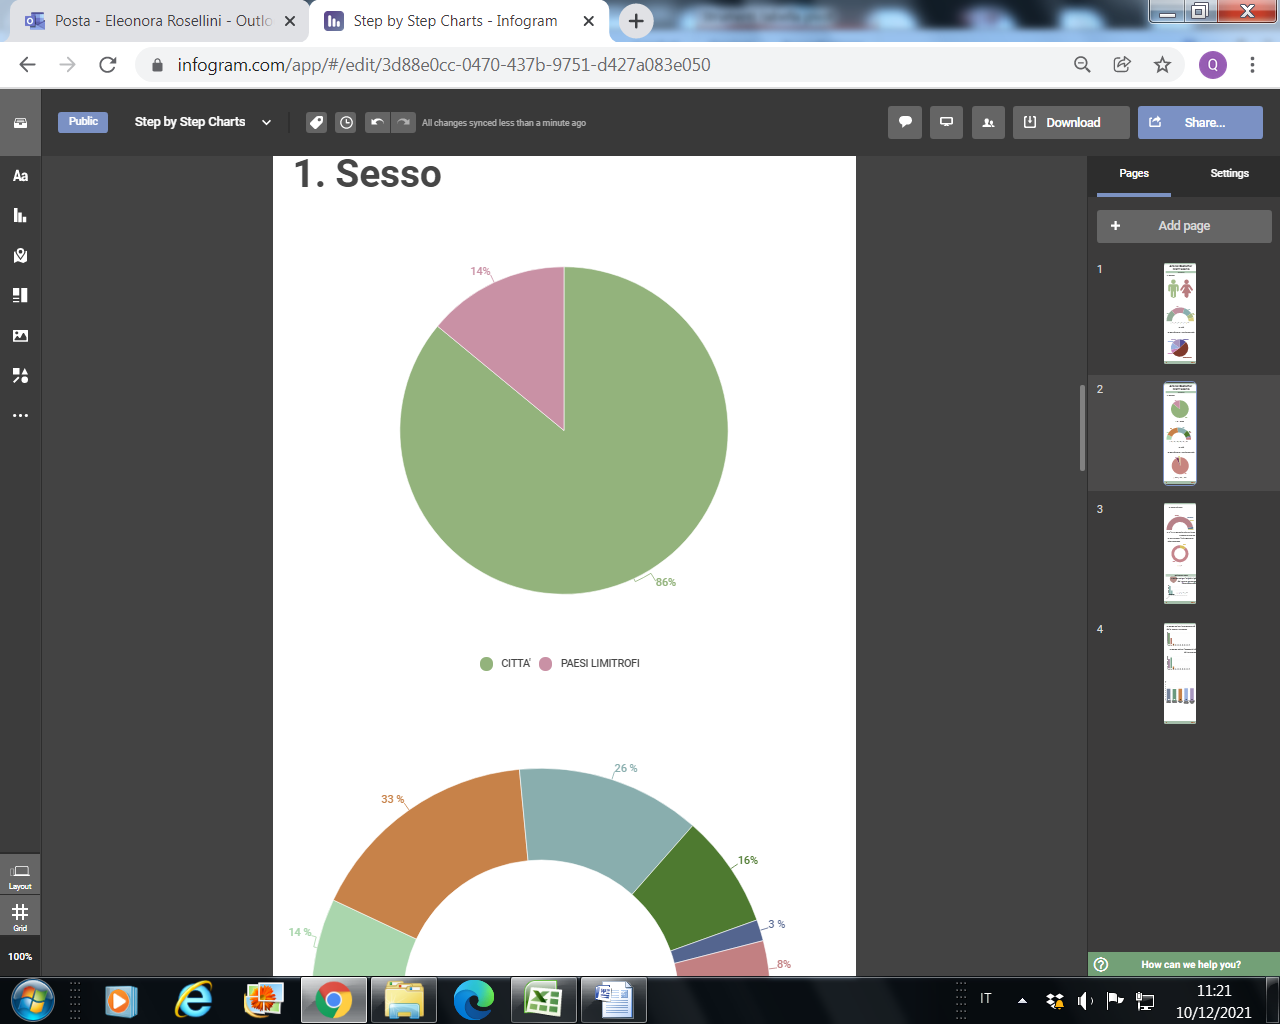 Posta - Eleonora Rosellini - Outlo
Step by Step Charts - Infogram
infogram.com/app/#/edit/3d88e0cc-0470-437b-9751-d427a083e050
Q
Public
Step by Step Charts
All changes synced less than a minute ago
Download
Share...
Aa
Pages
Settings
Add page
1
2
3
4
1. Sesso
14%
86%
CITTA'
PAESI LIMITROFI
26 %
33 %
16%
3 %
14 %
8%
Layout
Grid
100%
How can we help you?
IT
11:21
10/12/2021